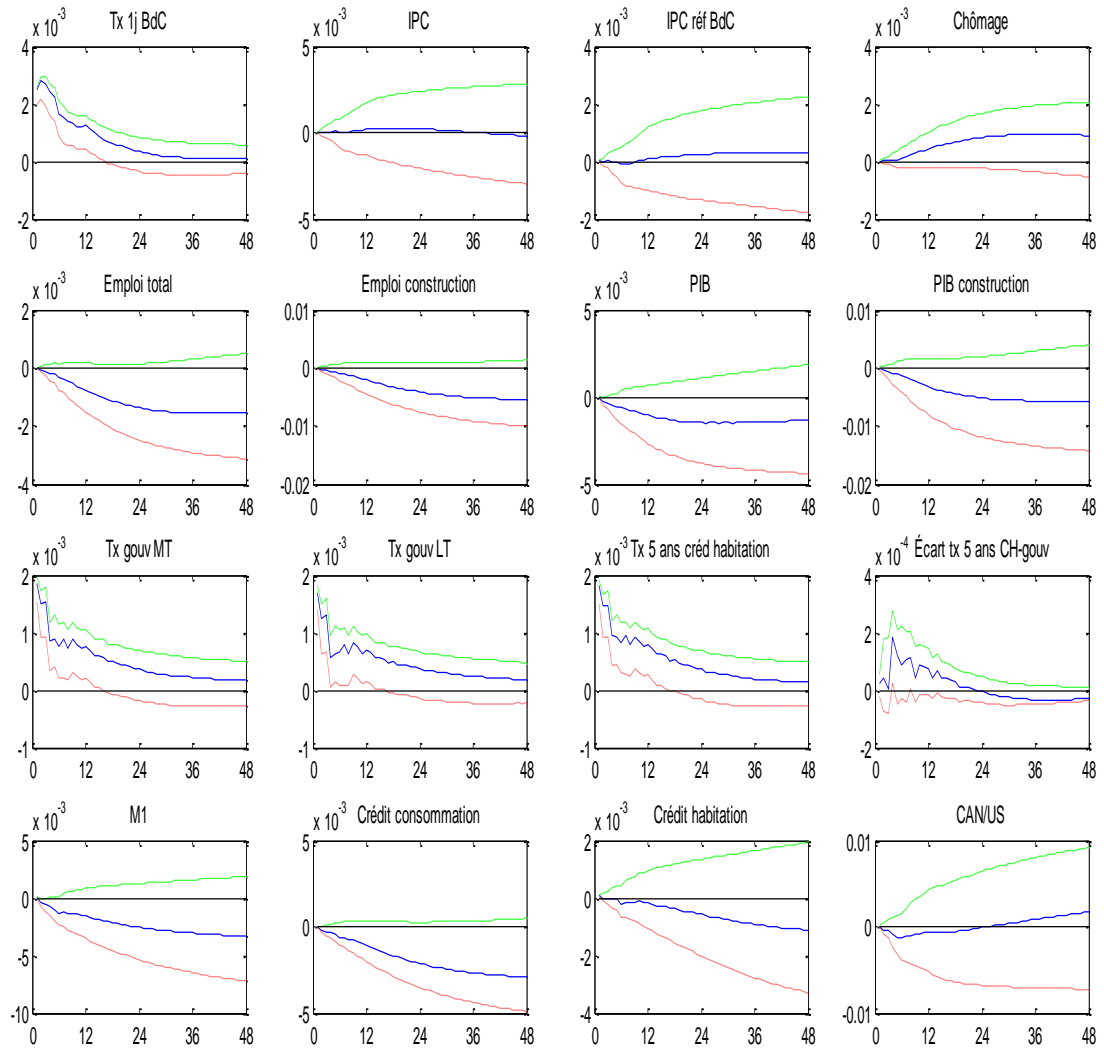 x 10^-3 Tx 1j BdC
4
2
0
-2
0 12 24 36 48
x 10^-3 IPC
5
0
-5
0 12 24 36 48
x 10^-3 IPC réf BdC
4
2
0
-2
0 12 24 36 48
x 10^-3 Chômage
4
2
0
-2
0 12 24 36 48
x 10^-3 Emploi total
2
0
-2
-4
0 12 24 36 48
Emploi construction
0.01
0
-0.01
-0.02
0 12 24 36 48
x 10^-3 PIB
5
0
-5
0 12 24 36 48
PIB construction
0.01
0
-0.01
-0.02
0 12 24 36 48
x 10^-3 Tx gouv MT
2
1
0
-1
0 12 24 36 48
x 10^-3 Tx gouv LT
2
1
0
-1
0 12 24 36 48
x 10^-3 Tx 5 ans créd habitation
2
1
0
-1
0 12 24 36 48
x 10^-4 Écart tx 5 ans CH-gouv
4
2
0
-2
0 12 24 36 48
x 10^-3 M1
5
0
-5
-10
0 12 24 36 48
x 10^-3 Crédit consommation
5
0
-5
0 12 24 36 48
x 10^-3 Crédit habitation
2
0
-2
-4
0 12 24 36 48
CAN/US
0.01
0
-0.01
0 12 24 36 48